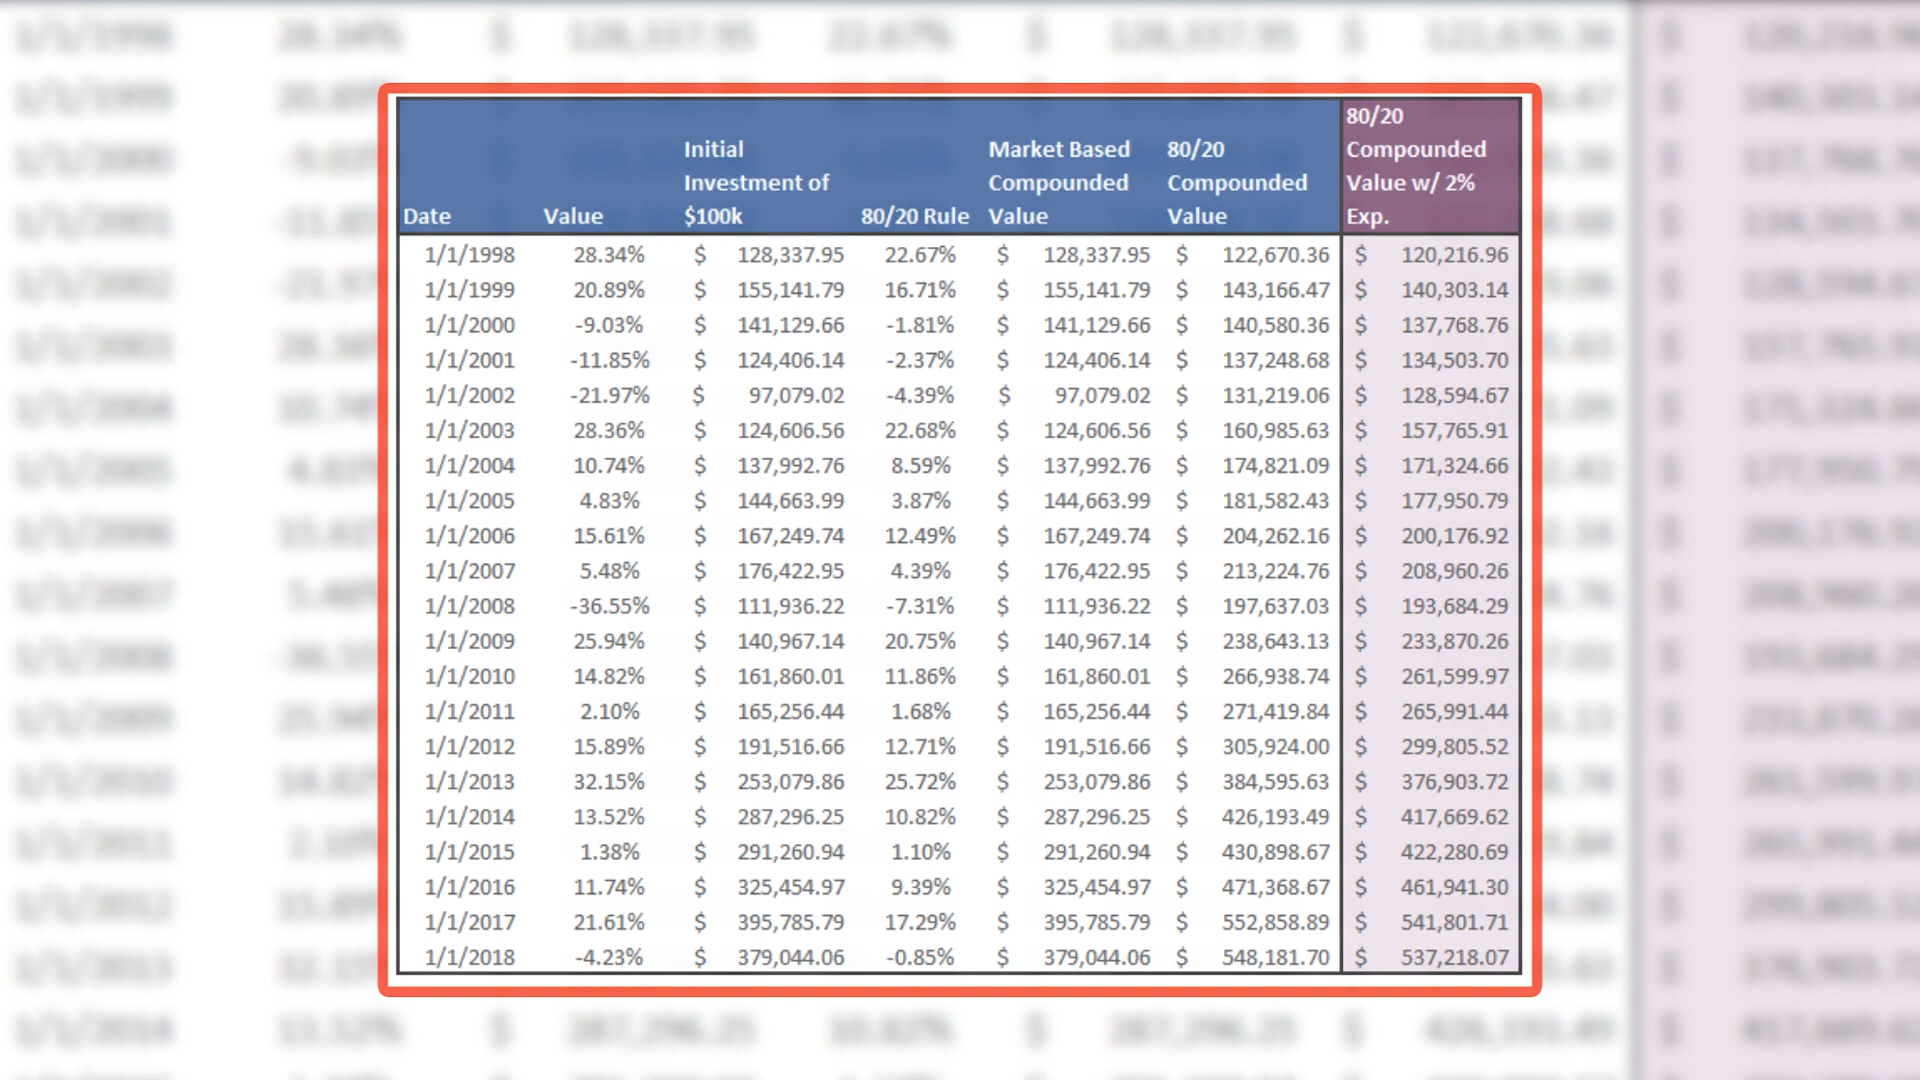 Date Value Initial Investment of $100k 80/20 Rule Market Based Compounded Value 80/20 Compounded Value 80/20 Compounded Value w/ 2% Exp.
1/1/1998 28.34% $ 128,337.95 22.67% $ 128,337.95 $ 122,670.36 $ 120,216.96
1/1/1999 20.89% $ 155,141.79 16.71% $ 155,141.79 $ 143,166.47 $ 140,303.14
1/1/2000 -9.03% $ 141,129.66 -1.81% $ 141,129.66 $ 140,580.36 $ 137,768.76
1/1/2001 -11.85% $ 124,406.14 -2.37% $ 124,406.14 $ 137,248.68 $ 134,503.70
1/1/2002 -21.97% $ 97,079.02 -4.39% $ 97,079.02 $ 131,219.06 $ 128,594.67
1/1/2003 28.36% $ 124,606.56 22.68% $ 124,606.56 $ 160,985.63 $ 157,765.91
1/1/2004 10.74% $ 137,992.76 8.59% $ 137,992.76 $ 174,821.09 $ 171,324.66
1/1/2005 4.83% $ 144,663.99 3.87% $ 144,663.99 $ 181,582.43 $ 177,950.79
1/1/2006 15.61% $ 167,249.74 12.49% $ 167,249.74 $ 204,262.16 $ 200,176.92
1/1/2007 5.48% $ 176,422.95 4.39% $ 176,422.95 $ 213,224.76 $ 208,960.26
1/1/2008 -36.55% $ 111,936.22 -7.31% $ 111,936.22 $ 197,637.03 $ 193,684.29
1/1/2009 25.94% $ 140,967.14 20.75% $ 140,967.14 $ 238,643.13 $ 233,870.26
1/1/2010 14.82% $ 161,860.01 11.86% $ 161,860.01 $ 266,938.74 $ 261,599.97
1/1/2011 2.10% $ 165,256.44 1.68% $ 165,256.44 $ 271,419.84 $ 265,991.44
1/1/2012 15.89% $ 191,516.66 12.71% $ 191,516.66 $ 305,924.00 $ 299,805.52
1/1/2013 32.15% $ 253,079.86 25.72% $ 253,079.86 $ 384,595.63 $ 376,903.72
1/1/2014 13.52% $ 287,296.25 10.82% $ 287,296.25 $ 426,193.49 $ 417,669.62
1/1/2015 1.38% $ 291,260.94 1.10% $ 291,260.94 $ 430,898.67 $ 422,280.69
1/1/2016 11.74% $ 325,454.97 9.39% $ 325,454.97 $ 471,368.67 $ 461,941.30
1/1/2017 21.61% $ 395,785.79 17.29% $ 395,785.79 $ 552,858.89 $ 541,801.71
1/1/2018 -4.23% $ 379,044.06 -0.85% $ 379,044.06 $ 548,181.70 $ 537,218.07